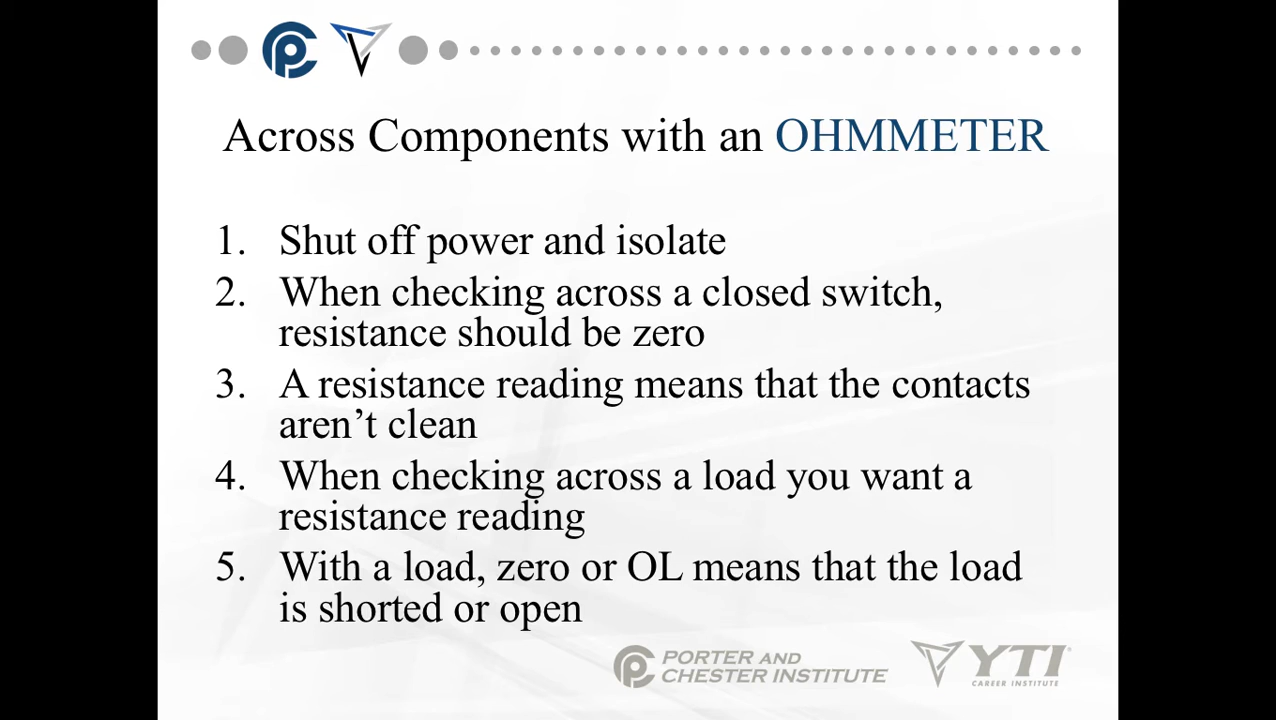 Across Components with an OHMMETER
1. Shut off power and isolate
2. When checking across a closed switch,
resistance should be zero
3. A resistance reading means that the contacts
aren’t clean
4. When checking across a load you want a
resistance reading
5. With a load, zero or OL means that the load
is shorted or open
PORTER AND
CHESTER INSTITUTE
YTI®
CAREER INSTITUTE